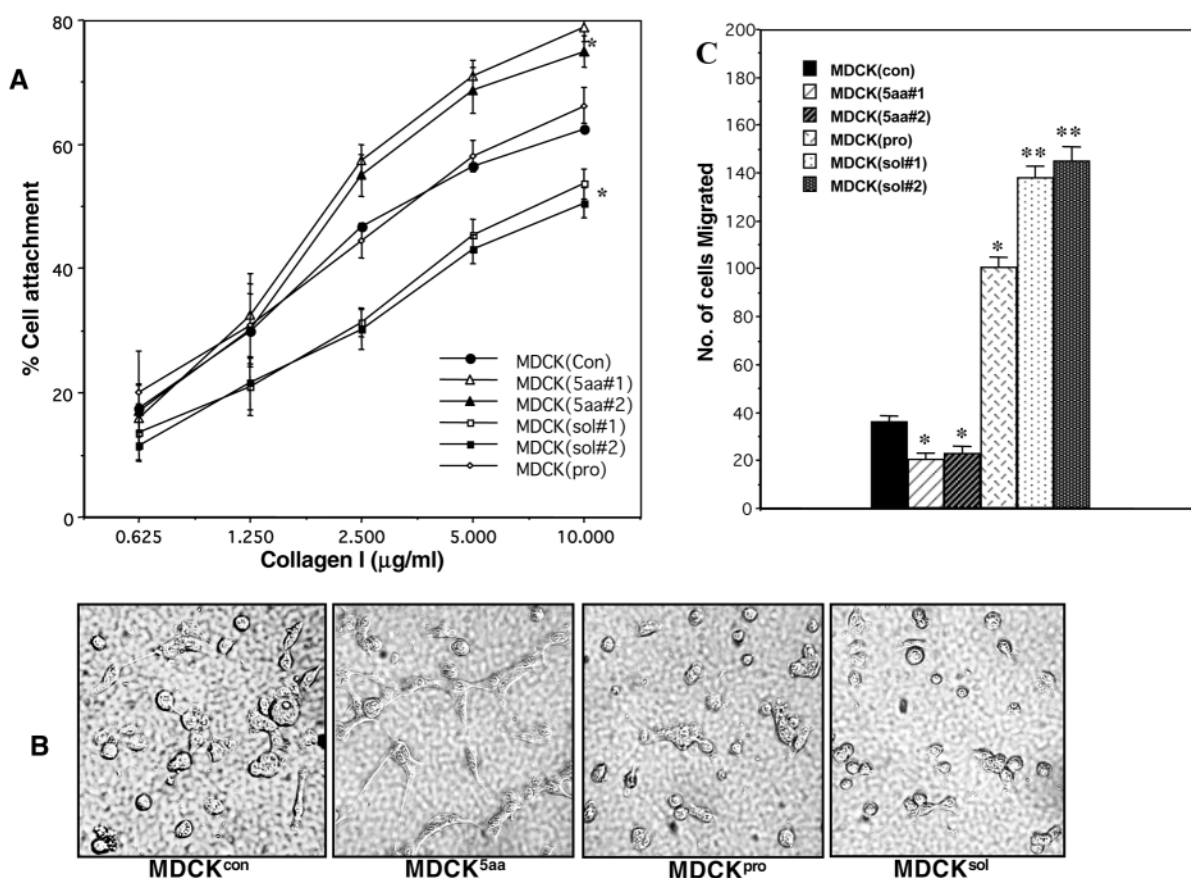 A
% Cell attachment
80
60
40
20
0
*
*
MDCK(Con)
MDCK(5aa#1)
MDCK(5aa#2)
MDCK(sol#1)
MDCK(sol#2)
MDCK(pro)
0.625 1.250 2.500 5.000 10.000
Collagen I (μg/ml)
C
No. of cells Migrated
200
180
160
140
120
100
80
60
40
20
0
MDCK(con)
MDCK(5aa#1
MDCK(5aa#2)
MDCK(pro)
MDCK(sol#1)
MDCK(sol#2)
* * * ** **
B
MDCKcon MDCK5aa MDCKpro MDCKsol